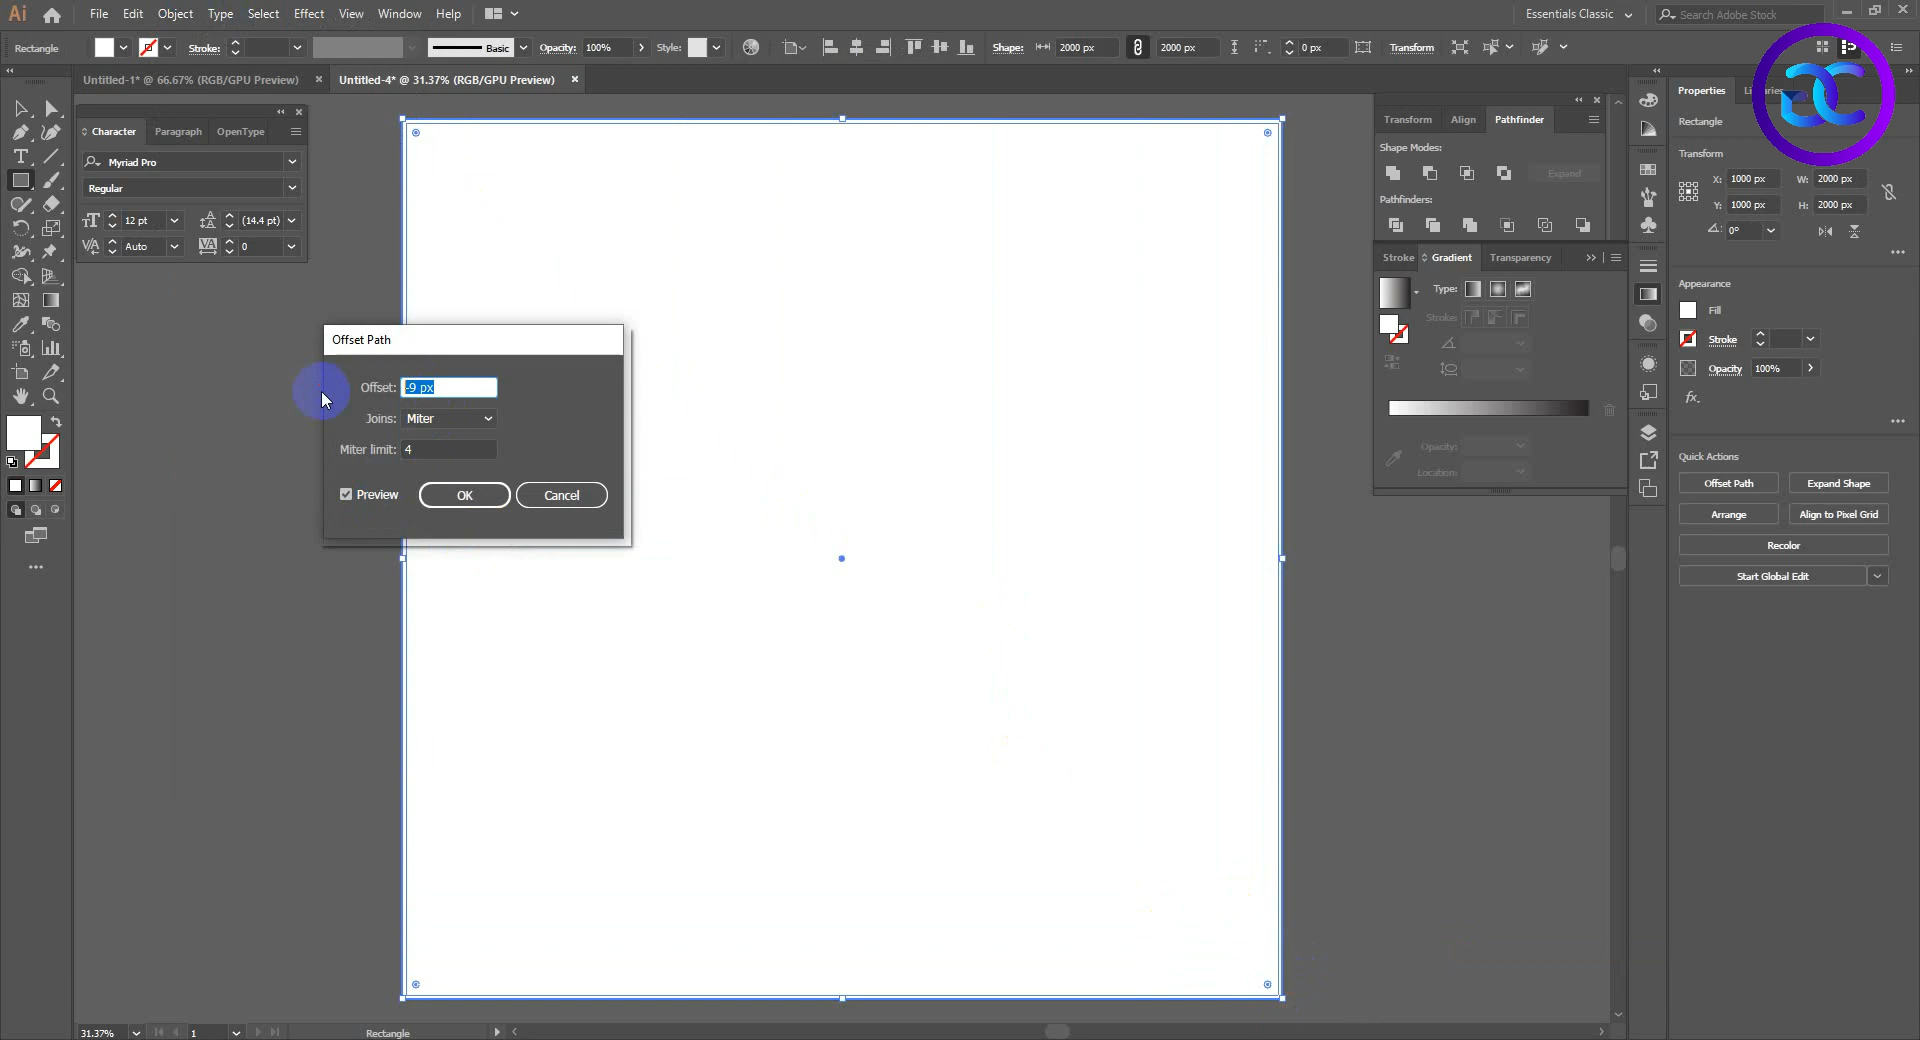 Ai File Edit Object Type Select Effect View Window Help Essentials Classic Search Adobe Stock
Rectangle Stroke: Basic Opacity: 100% Style: Shape: 2000 px 2000 px 0 px Transform
Untitled-1* @ 66.67% (RGB/GPU Preview) × Untitled-4* @ 31.37% (RGB/GPU Preview) ×
Character Paragraph OpenType
Myriad Pro
Regular
12 pt (14.4 pt)
Auto 0
Offset Path
Offset: -9 px
Joins: Miter
Miter limit: 4
Preview OK Cancel
Transform Align Pathfinder
Shape Modes:
Expand
Pathfinders:
Stroke Gradient Transparency
Type:
Stroke:
Opacity:
Location:
Properties
Rectangle
Transform
X: 1000 px W: 2000 px
Y: 1000 px H: 2000 px
0°
Appearance
Fill
Stroke
Opacity 100%
fx.
Quick Actions
Offset Path Expand Shape
Arrange Align to Pixel Grid
Recolor
Start Global Edit
31.37% 1 Rectangle